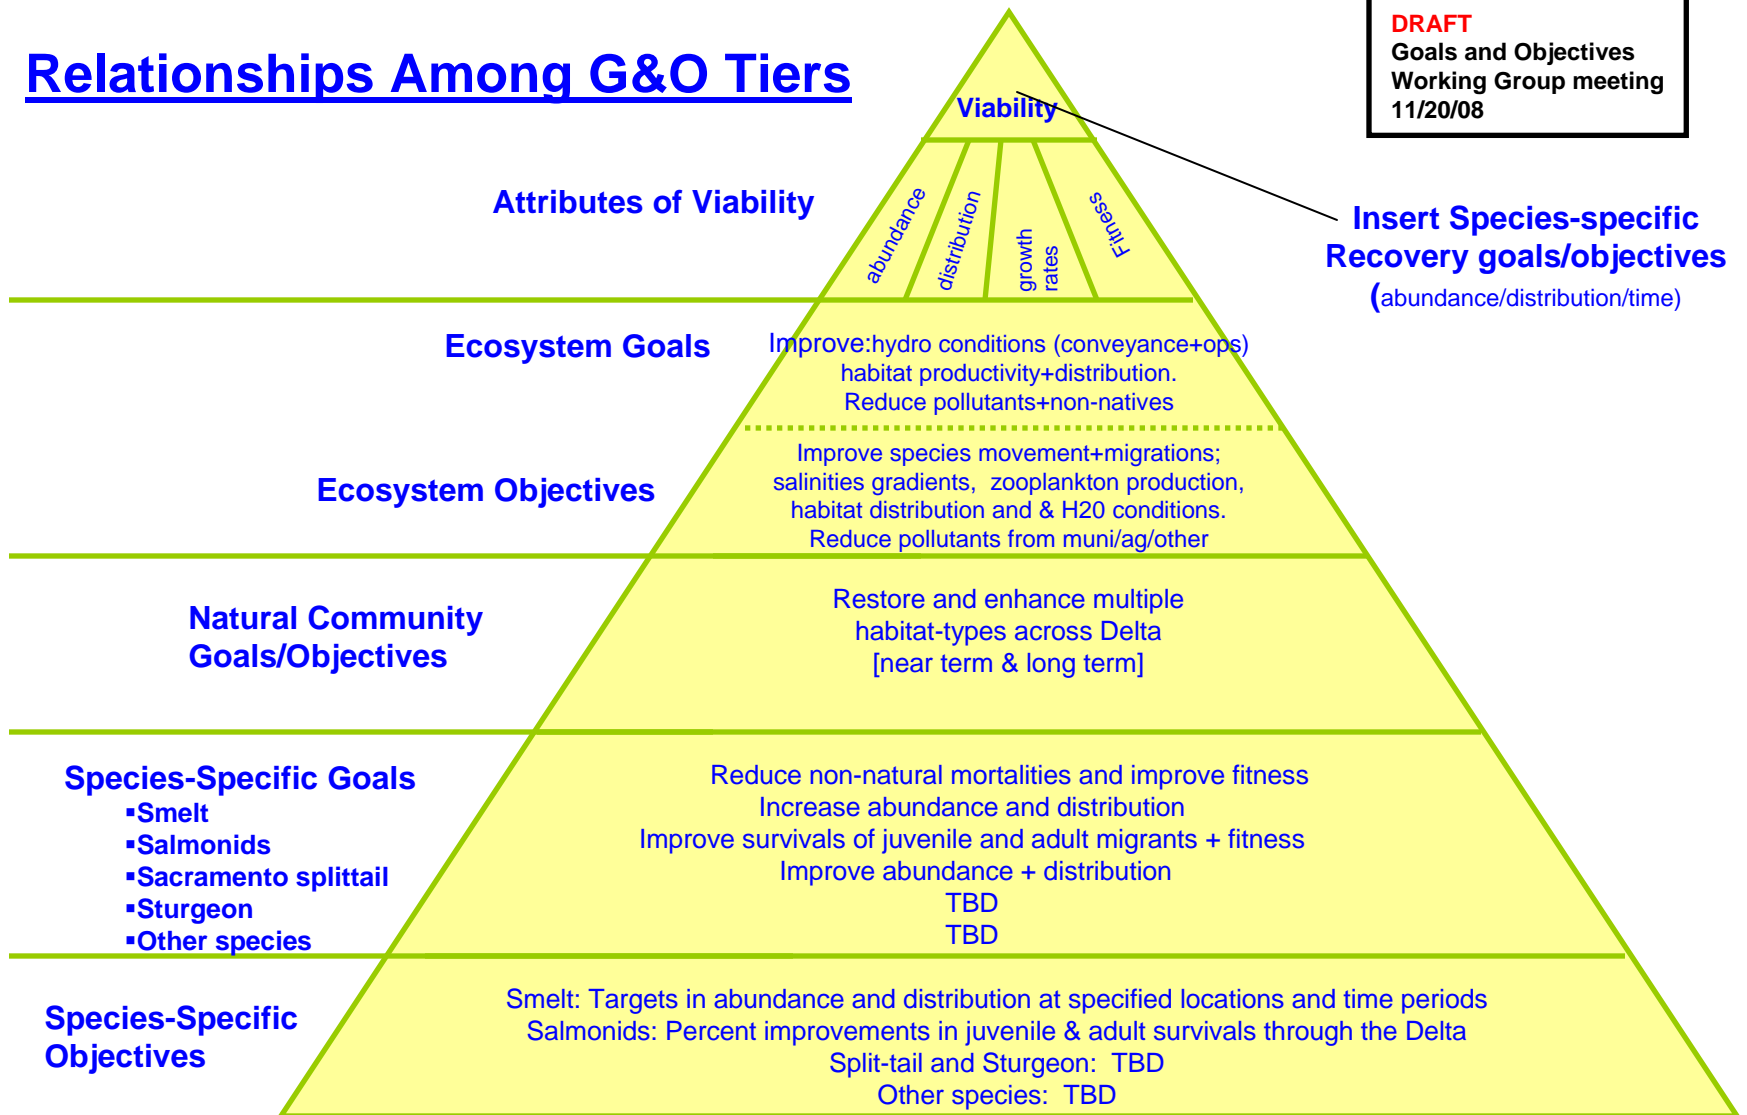 Relationships Among G&O Tiers
DRAFT
Goals and Objectives
Working Group meeting
11/20/08
Viability
Attributes of Viability
abundance
distribution
growth
rates
Fitness
Insert Species-specific
Recovery goals/objectives
(abundance/distribution/time)
Ecosystem Goals
Improve:hydro conditions (conveyance+ops)
habitat productivity+distribution.
Reduce pollutants+non-natives
Ecosystem Objectives
Improve species movement+migrations;
salinities gradients, zooplankton production,
habitat distribution and & H20 conditions.
Reduce pollutants from muni/ag/other
Natural Community
Goals/Objectives
Restore and enhance multiple
habitat-types across Delta
[near term & long term]
Species-Specific Goals
▪Smelt
▪Salmonids
▪Sacramento splittail
▪Sturgeon
▪Other species
Reduce non-natural mortalities and improve fitness
Increase abundance and distribution
Improve survivals of juvenile and adult migrants + fitness
Improve abundance + distribution
TBD
TBD
Species-Specific
Objectives
Smelt: Targets in abundance and distribution at specified locations and time periods
Salmonids: Percent improvements in juvenile & adult survivals through the Delta
Split-tail and Sturgeon: TBD
Other species: TBD